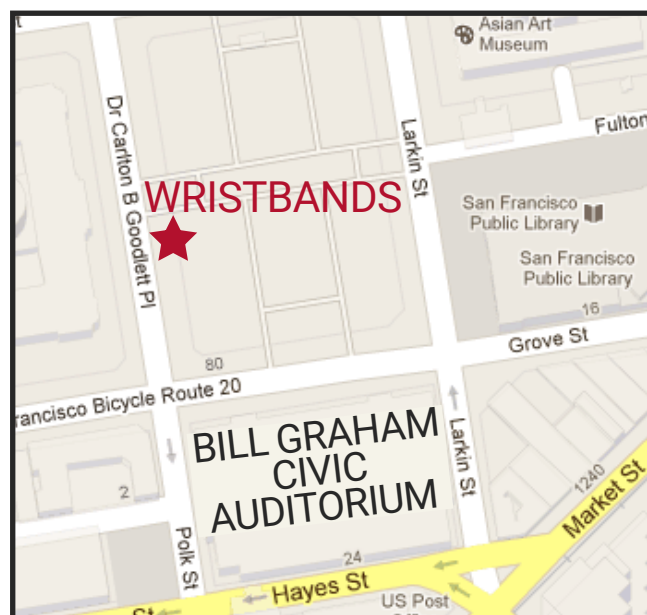 t
Asian Art
Museum
Dr Carlton B Goodlett Pl
Larkin St
Fulton
WRISTBANDS
San Francisco
Public Library
San Francisco
Public Library
16
Grove St
80
rancisco Bicycle Route 20
BILL GRAHAM
CIVIC
AUDITORIUM
Larkin St
1240
Market St
2
Polk St
24
Hayes St
St
US Post